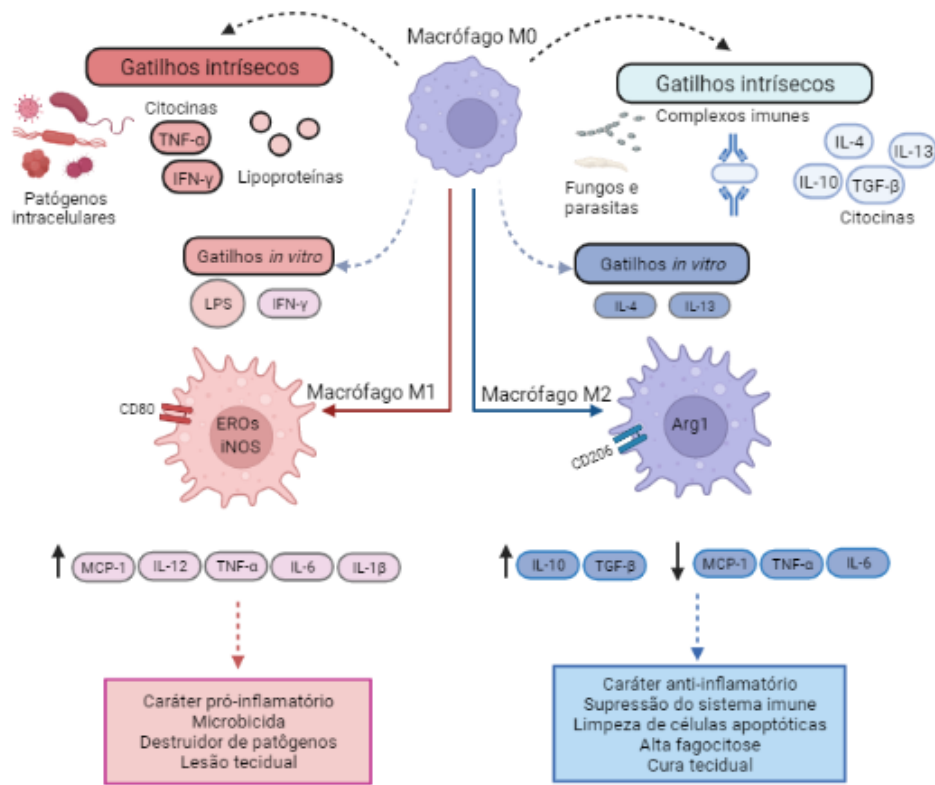 Macrófago M0
Gatilhos intrísecos
Citocinas
TNF-α
IFN-γ
Lipoproteínas
Patógenos
intracelulares
Gatilhos intrísecos
Complexos imunes
IL-4
IL-13
IL-10
TGF-β
Citocinas
Fungos e
parasitas
Gatilhos in vitro
LPS
IFN-γ
Gatilhos in vitro
IL-4
IL-13
Macrófago M1
CD80
EROs
iNOS
Macrófago M2
Arg1
CD206
MCP-1
IL-12
TNF-α
IL-6
IL-1β
IL-10
TGF-β
MCP-1
TNF-α
IL-6
Caráter pró-inflamatório
Microbicida
Destruidor de patôgenos
Lesão tecidual
Caráter anti-inflamatório
Supressão do sistema imune
Limpeza de células apoptóticas
Alta fagocitose
Cura tecidual